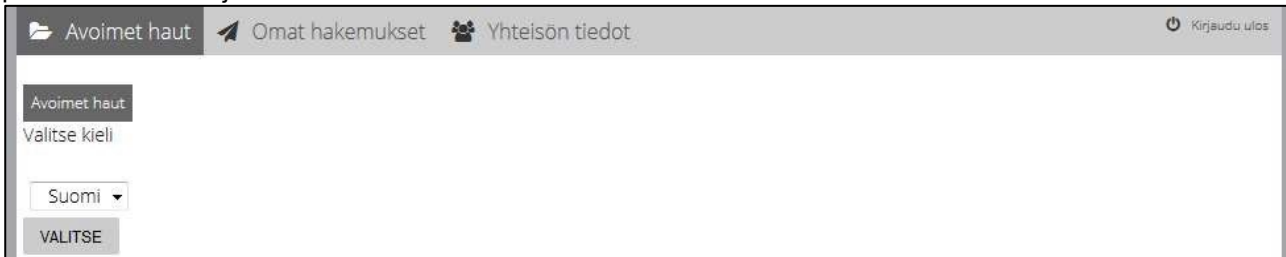 Avoimet haut Omat hakemukset Yhteisön tiedot Kirjaudu ulos
Avoimet haut
Valitse kieli
Suomi
VALITSE